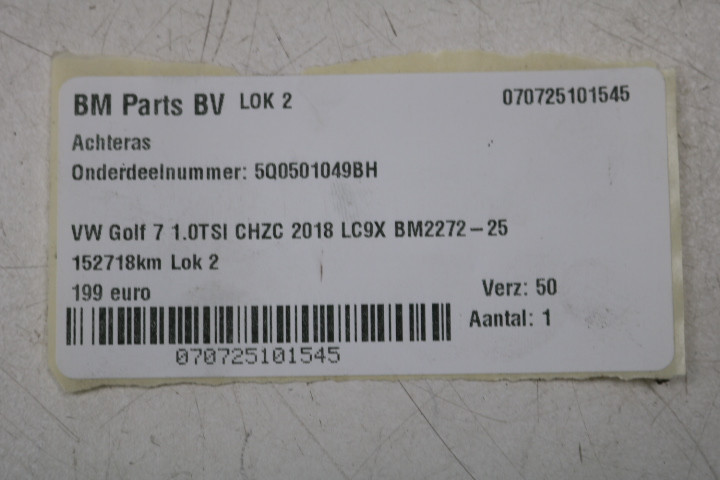 BM Parts BV LOK 2 070725101545
Achteras
Onderdeelnummer: 5Q0501049BH
VW Golf 7 1.0TSI CHZC 2018 LC9X BM2272-25
152718km Lok 2
199 euro Verz: 50
Aantal: 1
070725101545